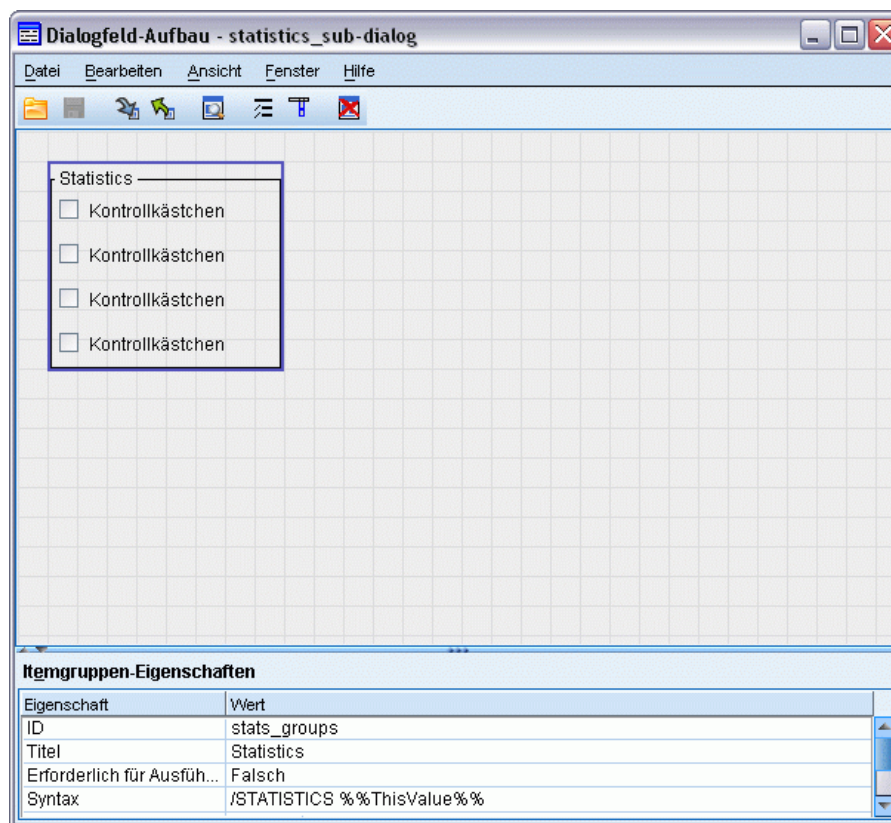 Dialogfeld-Aufbau - statistics_sub-dialog
Datei Bearbeiten Ansicht Fenster Hilfe
Statistics
Kontrollkästchen
Kontrollkästchen
Kontrollkästchen
Kontrollkästchen
Itemgruppen-Eigenschaften
Eigenschaft Wert
ID stats_groups
Titel Statistics
Erforderlich für Ausfüh... Falsch
Syntax /STATISTICS %%ThisValue%%